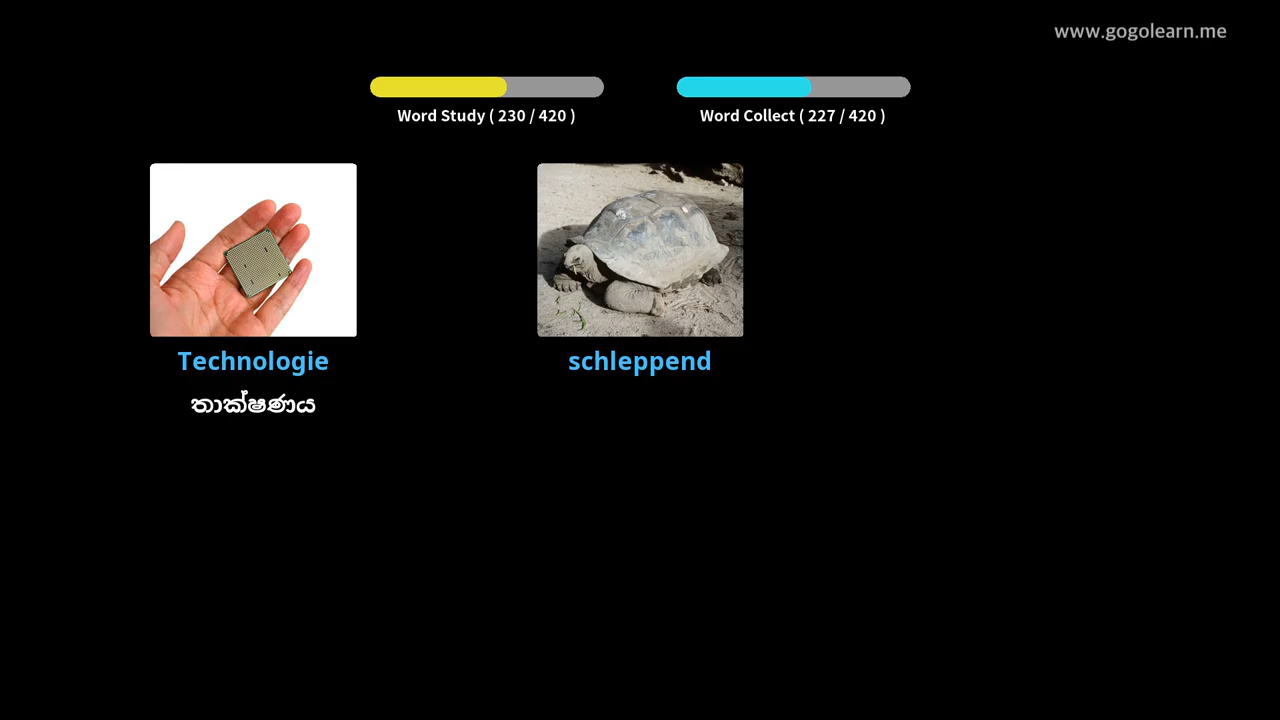 www.gogolearn.me
Word Study ( 230 / 420 )
Word Collect ( 227 / 420 )
Technologie
schleppend
තාක්ෂණය